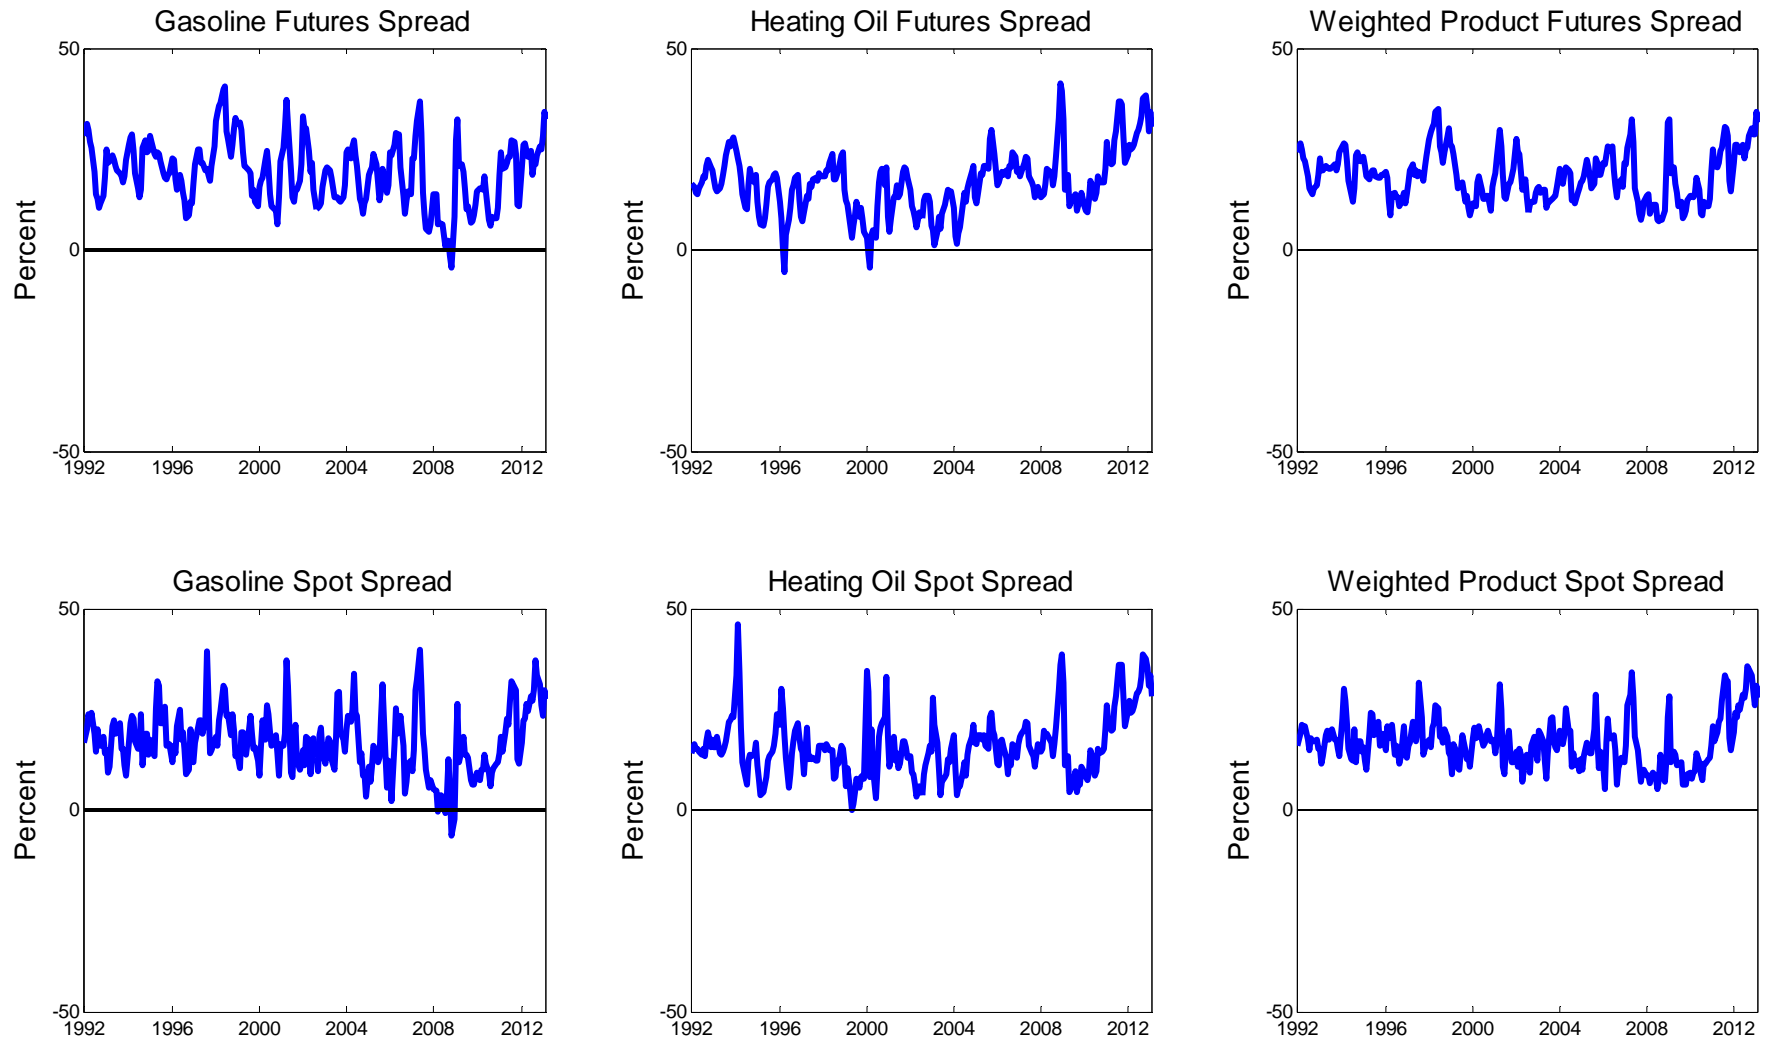 Gasoline Futures Spread
50
0
-50
Percent
1992 1996 2000 2004 2008 2012
Heating Oil Futures Spread
50
0
-50
Percent
1992 1996 2000 2004 2008 2012
Weighted Product Futures Spread
50
0
-50
Percent
1992 1996 2000 2004 2008 2012
Gasoline Spot Spread
50
0
-50
Percent
1992 1996 2000 2004 2008 2012
Heating Oil Spot Spread
50
0
-50
Percent
1992 1996 2000 2004 2008 2012
Weighted Product Spot Spread
50
0
-50
Percent
1992 1996 2000 2004 2008 2012